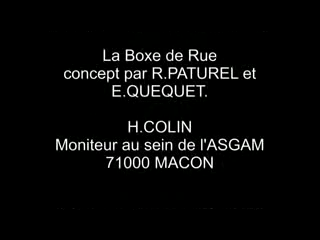 La Boxe de Rue
concept par R.PATUREL et
E.QUEQUET.
H.COLIN
Moniteur au sein de l'ASGAM
71000 MACON